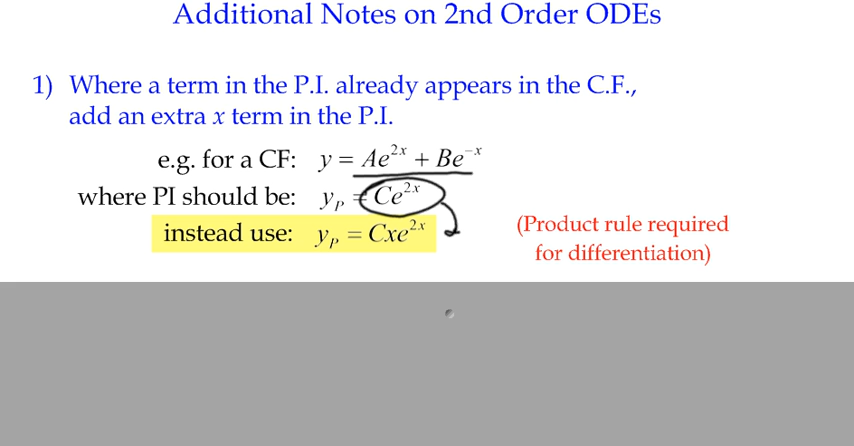 Additional Notes on 2nd Order ODEs
1) Where a term in the P.I. already appears in the C.F.,
add an extra x term in the P.I.
e.g. for a CF: y = Ae^{2x} + Be^{-x}
where PI should be: y_P = Ce^{2x}
instead use: y_P = Cxe^{2x}
(Product rule required
for differentiation)